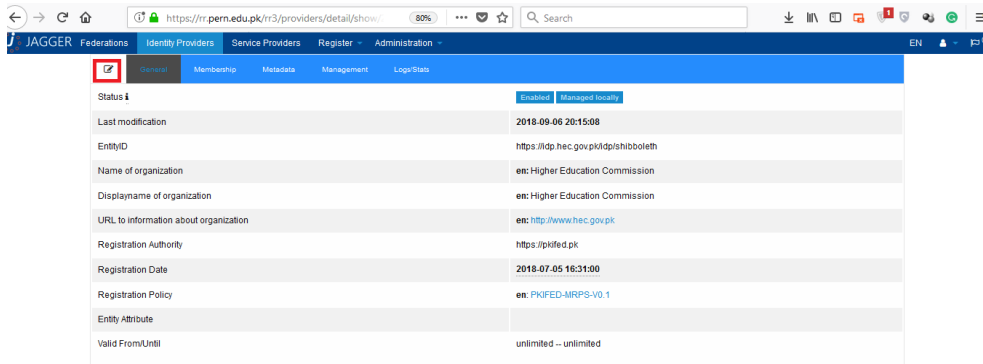 https://rr.pern.edu.pk/rr3/providers/detail/show/ 80% Search 1
JAGGER Federations Identity Providers Service Providers Register Administration EN
General Membership Metadata Management Logs/Stats
Status Enabled Managed locally
Last modification 2018-09-06 20:15:08
EntityID https://idp.hec.gov.pk/idp/shibboleth
Name of organization en: Higher Education Commission
Displayname of organization en: Higher Education Commission
URL to information about organization en: http://www.hec.gov.pk
Registration Authority https://pkifed.pk
Registration Date 2018-07-05 16:31:00
Registration Policy en: PKIFED-MRPS-V0.1
Entity Attribute
Valid From/Until unlimited -- unlimited